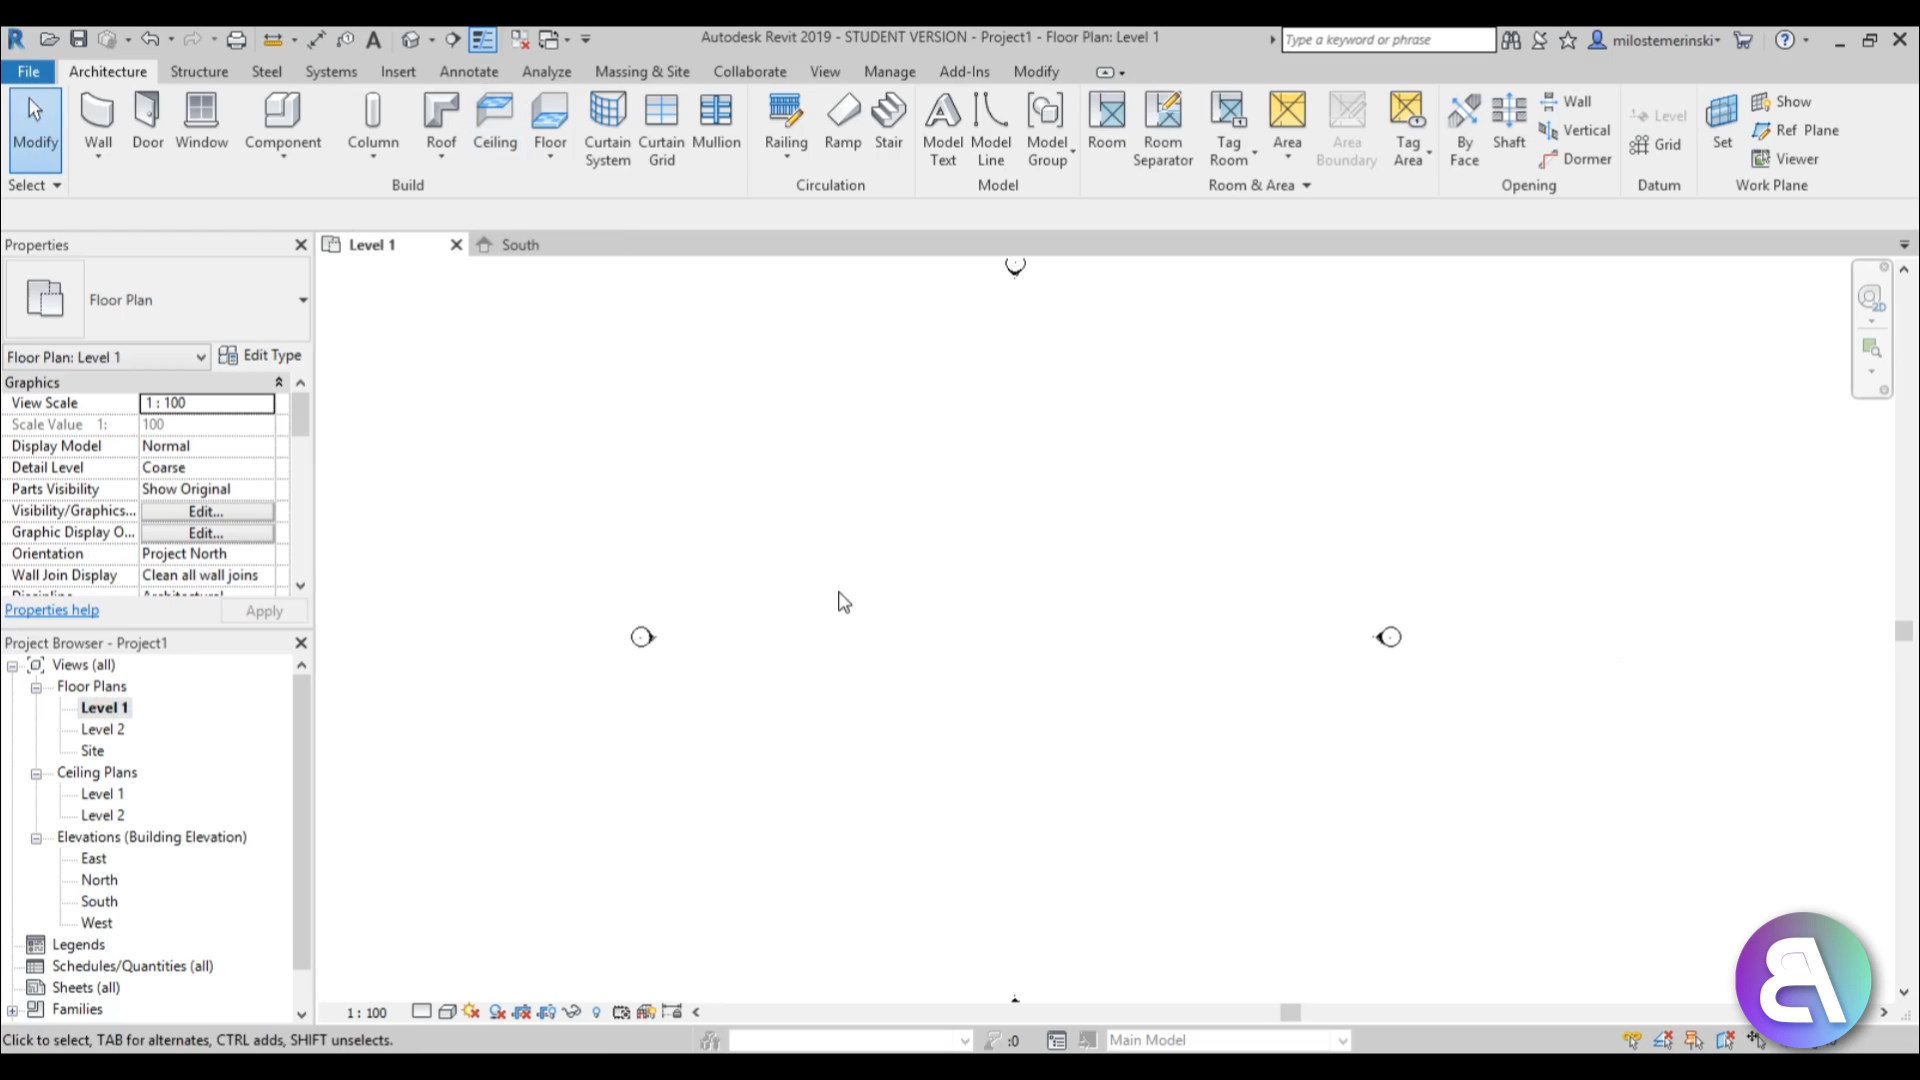 Autodesk Revit 2019 - STUDENT VERSION - Project1 - Floor Plan: Level 1
Type a keyword or phrase
milostemerinski
File
Architecture
Structure
Steel
Systems
Insert
Annotate
Analyze
Massing & Site
Collaborate
View
Manage
Add-Ins
Modify
Modify
Wall
Door
Window
Component
Column
Roof
Ceiling
Floor
Curtain System
Curtain Grid
Mullion
Railing
Ramp
Stair
Model Text
Model Line
Model Group
Room
Room Separator
Tag Room
Area
Area Boundary
Tag Area
By Face
Shaft
Wall
Vertical
Dormer
Level
Grid
Set
Show
Ref Plane
Viewer
Select
Build
Circulation
Model
Room & Area
Opening
Datum
Work Plane
Properties
Level 1
South
Floor Plan
Floor Plan: Level 1
Edit Type
Graphics
View Scale 1 : 100
Scale Value 1: 100
Display Model Normal
Detail Level Coarse
Parts Visibility Show Original
Visibility/Graphics... Edit...
Graphic Display O... Edit...
Orientation Project North
Wall Join Display Clean all wall joins
Properties help
Apply
2D
Project Browser - Project1
Views (all)
Floor Plans
Level 1
Level 2
Site
Ceiling Plans
Level 1
Level 2
Elevations (Building Elevation)
East
North
South
West
Legends
Schedules/Quantities (all)
Sheets (all)
Families
1 : 100
Click to select, TAB for alternates, CTRL adds, SHIFT unselects.
:0
Main Model